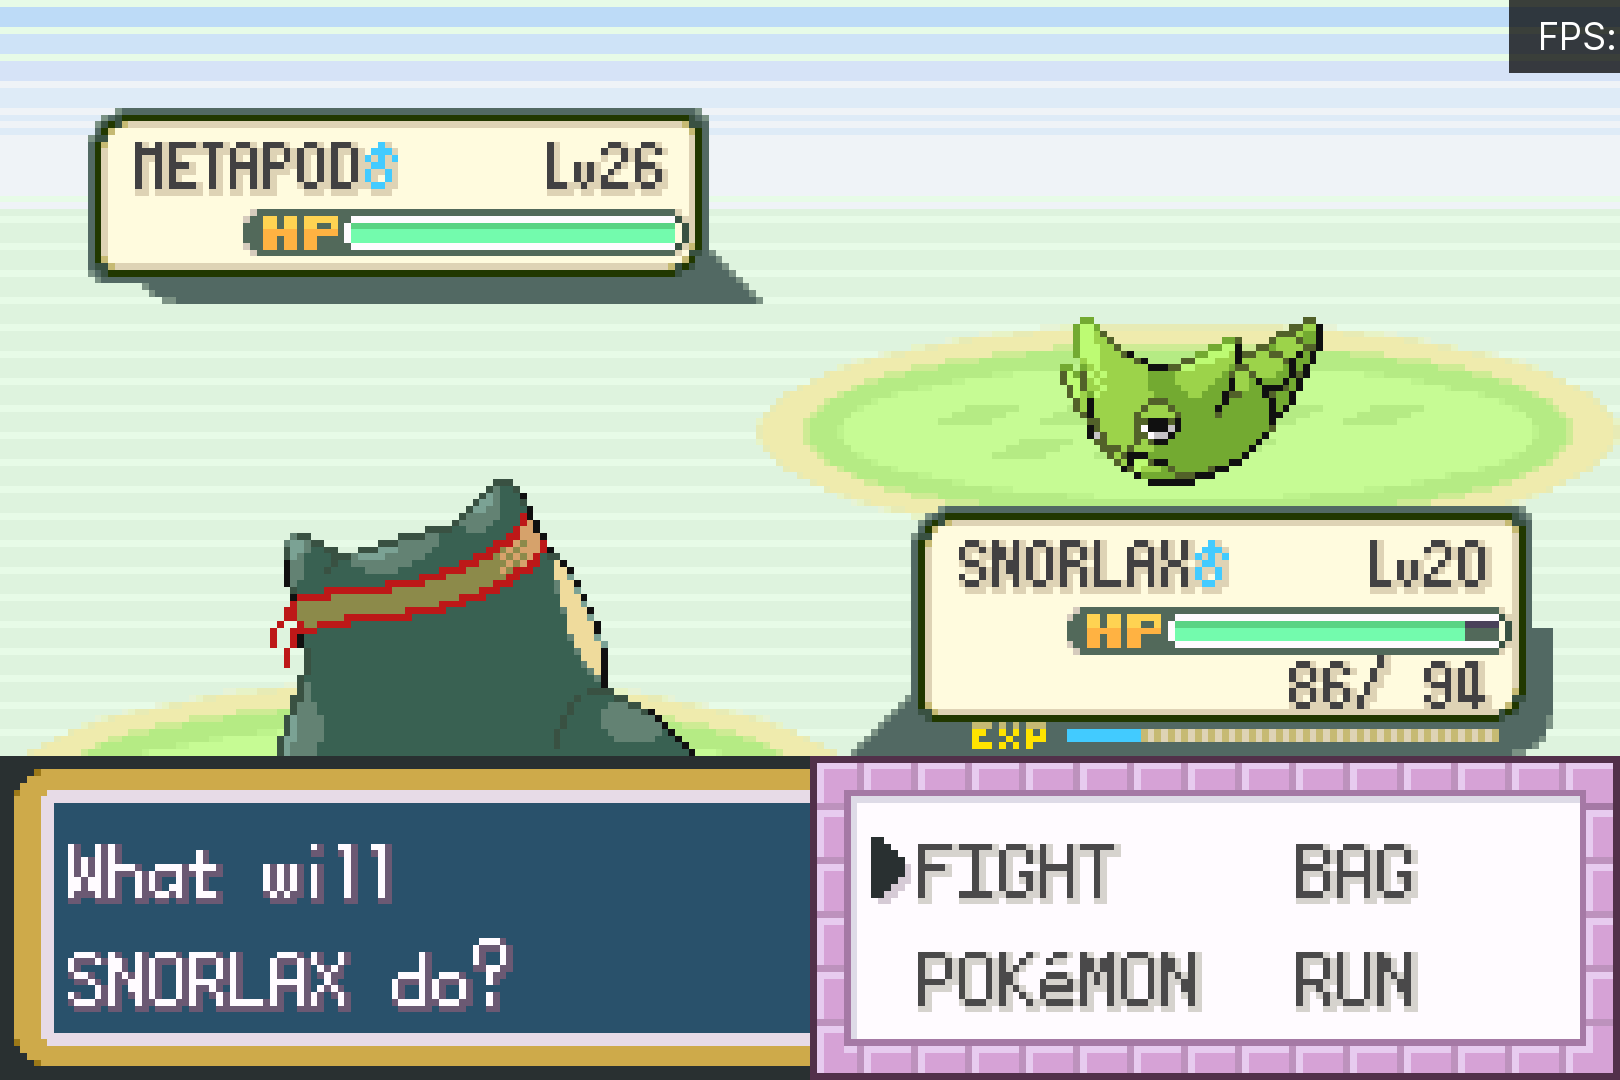 FPS:
METAPOD♂ Lv26
HP
SNORLAX♂ Lv20
HP
86/ 94
EXP
What will
SNORLAX do?
FIGHT BAG
POKéMON RUN